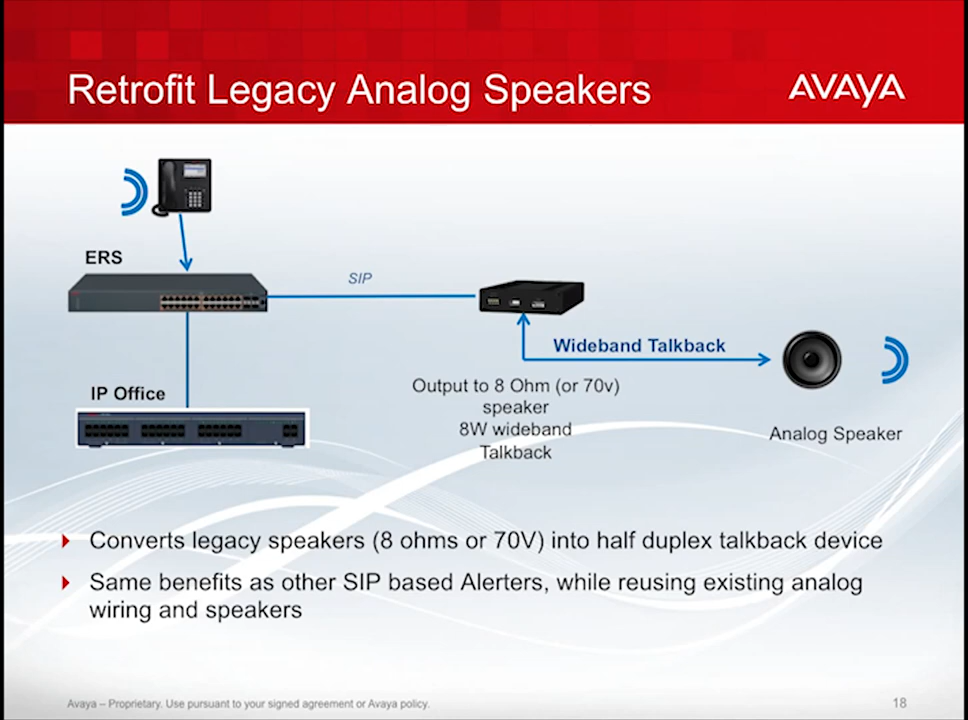 Retrofit Legacy Analog Speakers
AVAYA
ERS
SIP
Wideband Talkback
IP Office
Output to 8 Ohm (or 70v)
speaker
8W wideband
Talkback
Analog Speaker
Converts legacy speakers (8 ohms or 70V) into half duplex talkback device
Same benefits as other SIP based Alerters, while reusing existing analog
wiring and speakers
Avaya – Proprietary. Use pursuant to your signed agreement or Avaya policy.
18